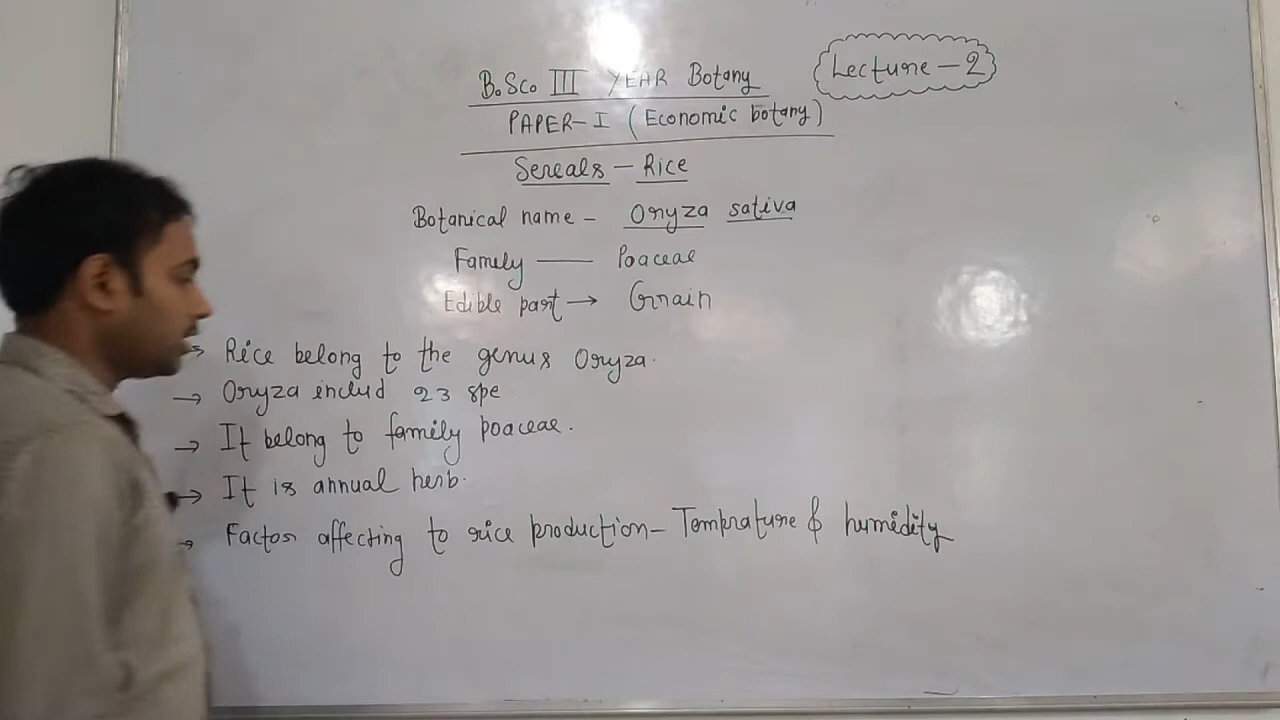 B.Sc. III YEAR Botany
Lecture - 2
PAPER-I (Economic botany)
Sereals - Rice
Botanical name - Oryza sativa
Family — Poaceae
Edible part → Grain
→ Rice belong to the genus Oryza.
→ Oryza includ 23 spe
→ It belong to family poaceae.
→ It is annual herb.
→ Factor affecting to rice production - Temprature & humidity